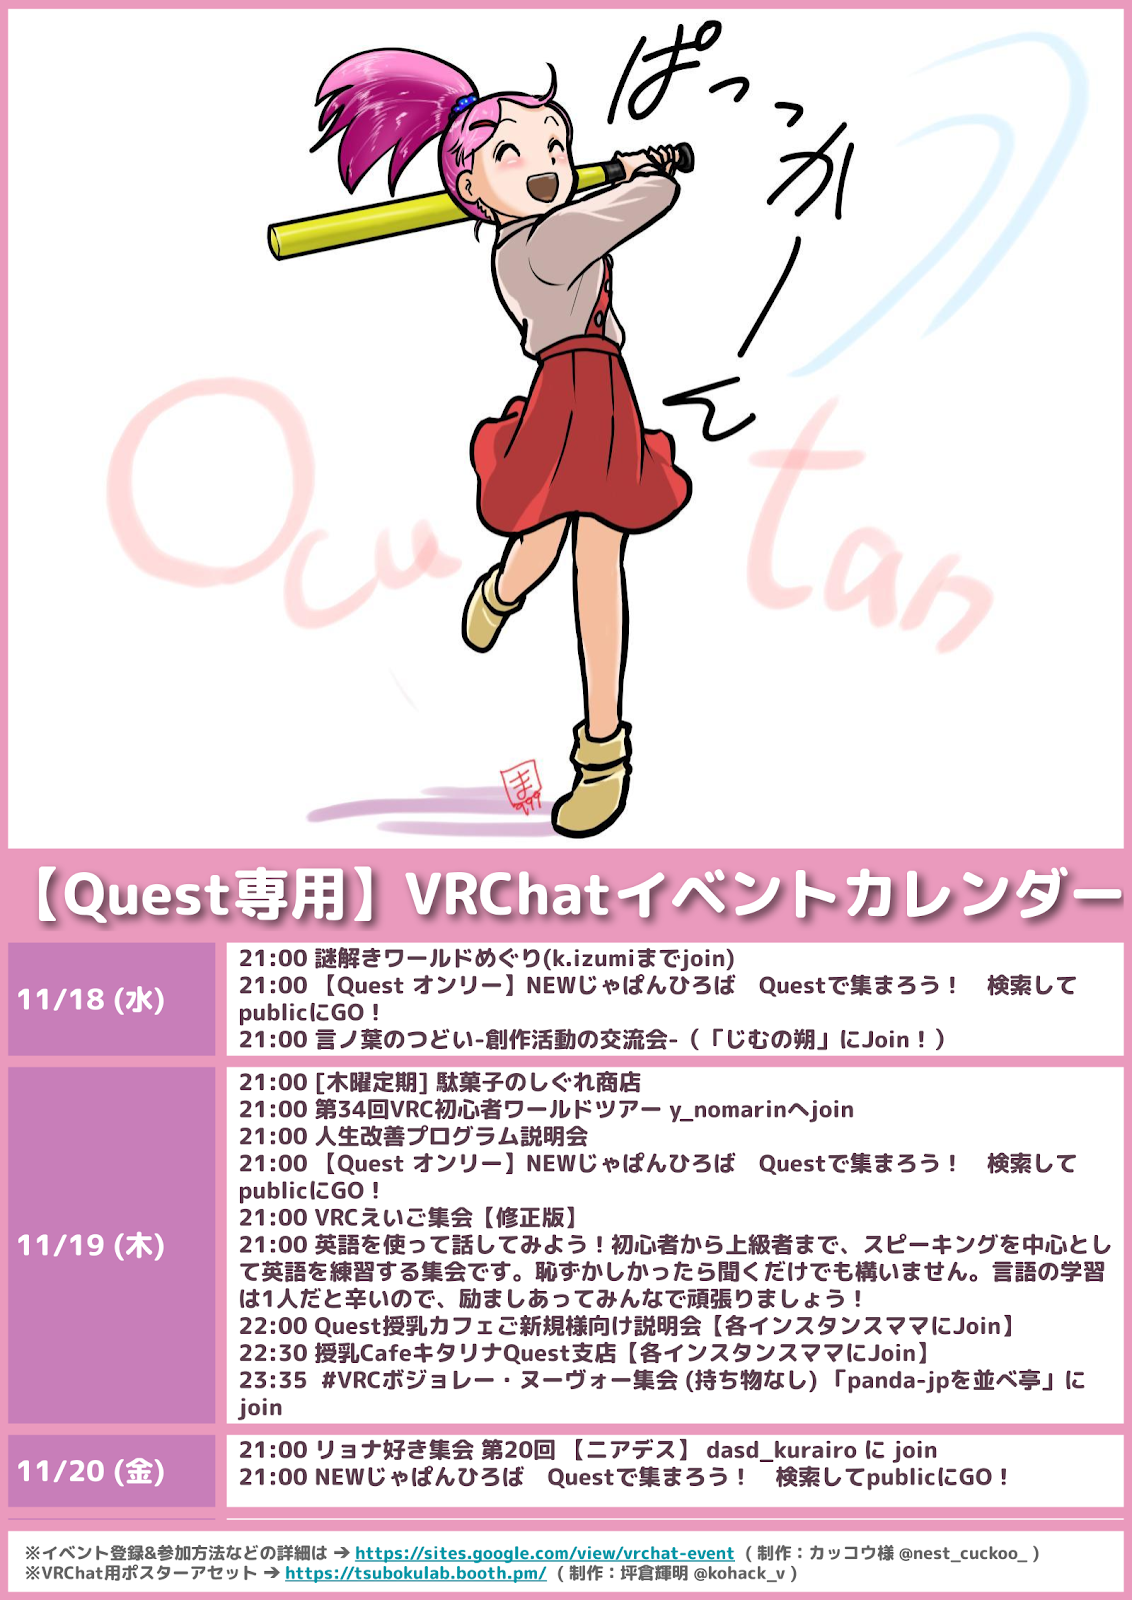 ぱっっかーん
Ocu tan
ま
999
【Quest専用】VRChatイベントカレンダー
11/18 (水)
21:00 謎解きワールドめぐり(k.izumiまでjoin)
21:00 【Quest オンリー】NEWじゃぱんひろば　Questで集まろう！　検索して
publicにGO！
21:00 言ノ葉のつどい-創作活動の交流会-（「じむの朔」にJoin！）
11/19 (木)
21:00 [木曜定期] 駄菓子のしぐれ商店
21:00 第34回VRC初心者ワールドツアー y_nomarinへjoin
21:00 人生改善プログラム説明会
21:00 【Quest オンリー】NEWじゃぱんひろば　Questで集まろう！　検索して
publicにGO！
21:00 VRCえいご集会【修正版】
21:00 英語を使って話してみよう！初心者から上級者まで、スピーキングを中心とし
て英語を練習する集会です。恥ずかしかったら聞くだけでも構いません。言語の学習
は1人だと辛いので、励ましあってみんなで頑張りましょう！
22:00 Quest授乳カフェご新規様向け説明会【各インスタンスママにJoin】
22:30 授乳CafeキタリナQuest支店【各インスタンスママにJoin】
23:35  #VRCボジョレー・ヌーヴォー集会 (持ち物なし) 「panda-jpを並べ亭」に
join
11/20 (金)
21:00 リョナ好き集会 第20回 【ニアデス】 dasd_kurairo に join
21:00 NEWじゃぱんひろば　Questで集まろう！　検索してpublicにGO！
※イベント登録&参加方法などの詳細は ➔ https://sites.google.com/view/vrchat-event （ 制作：カッコウ様 @nest_cuckoo_ ）
※VRChat用ポスターアセット ➔ https://tsubokulab.booth.pm/ （ 制作：坪倉輝明 @kohack_v ）